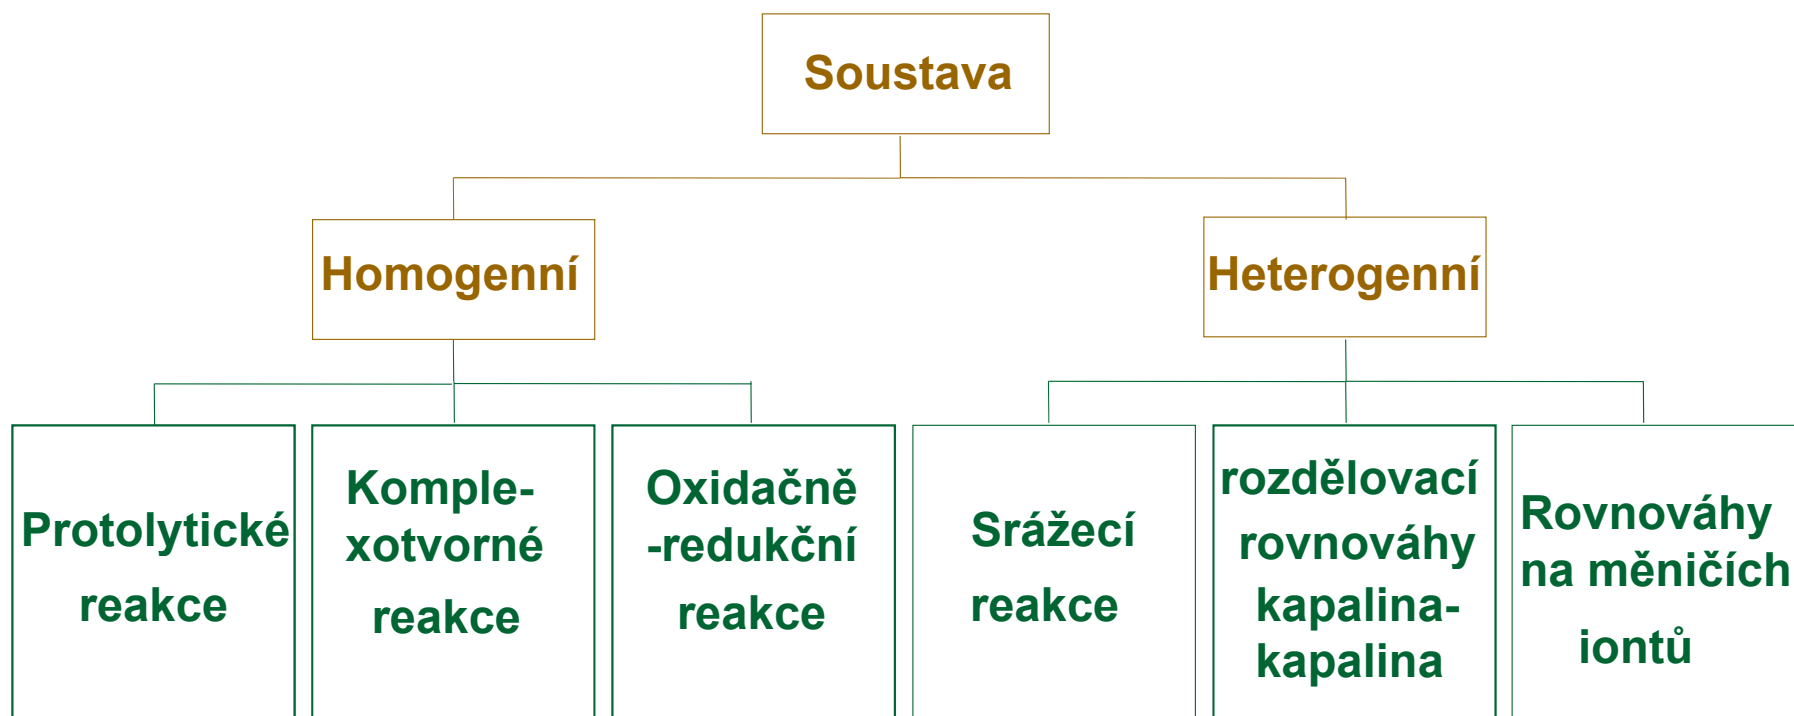 Soustava
Homogenní
Heterogenní
Protolytické
reakce
Komple-
xotvorné
reakce
Oxidačně
-redukční
reakce
Srážecí
reakce
rozdělovací
rovnováhy
kapalina-
kapalina
Rovnováhy
na měničích
iontů